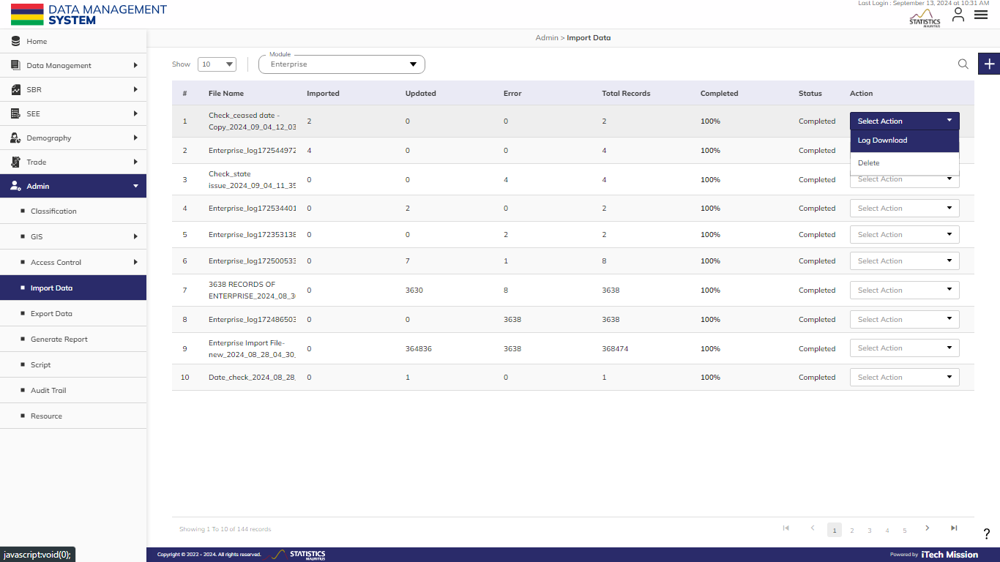 DATA MANAGEMENT
SYSTEM
Last Login : September 13, 2024 at 10:31 AM
STATISTICS
MAURITIUS
Home
Data Management
SBR
SEE
Demography
Trade
Admin
Classification
GIS
Access Control
Import Data
Export Data
Generate Report
Script
Audit Trail
Resource
Admin > Import Data
Show 10 Module Enterprise
# File Name Imported Updated Error Total Records Completed Status Action
1 Check_ceased date -
Copy_2024_09_04_12_03 2 0 0 2 100% Completed Select Action
Log Download
Delete
2 Enterprise_log172544972 4 0 0 4 100% Completed
3 Check_state
issue_2024_09_04_11_35 0 0 4 4 100% Completed Select Action
4 Enterprise_log172534401 0 2 0 2 100% Completed Select Action
5 Enterprise_log172353138 0 0 2 2 100% Completed Select Action
6 Enterprise_log172500533 0 7 1 8 100% Completed Select Action
7 3638 RECORDS OF
ENTERPRISE_2024_08_30 0 3630 8 3638 100% Completed Select Action
8 Enterprise_log172486503 0 0 3638 3638 100% Completed Select Action
9 Enterprise Import File-
new_2024_08_28_04_30_ 0 364836 3638 368474 100% Completed Select Action
10 Date_check_2024_08_28_ 0 1 0 1 100% Completed Select Action
Showing 1 To 10 of 144 records
1 2 3 4 5
?
javascript:void(0);
Copyright © 2022 - 2024. All rights reserved.
STATISTICS
MAURITIUS
Powered by iTech Mission